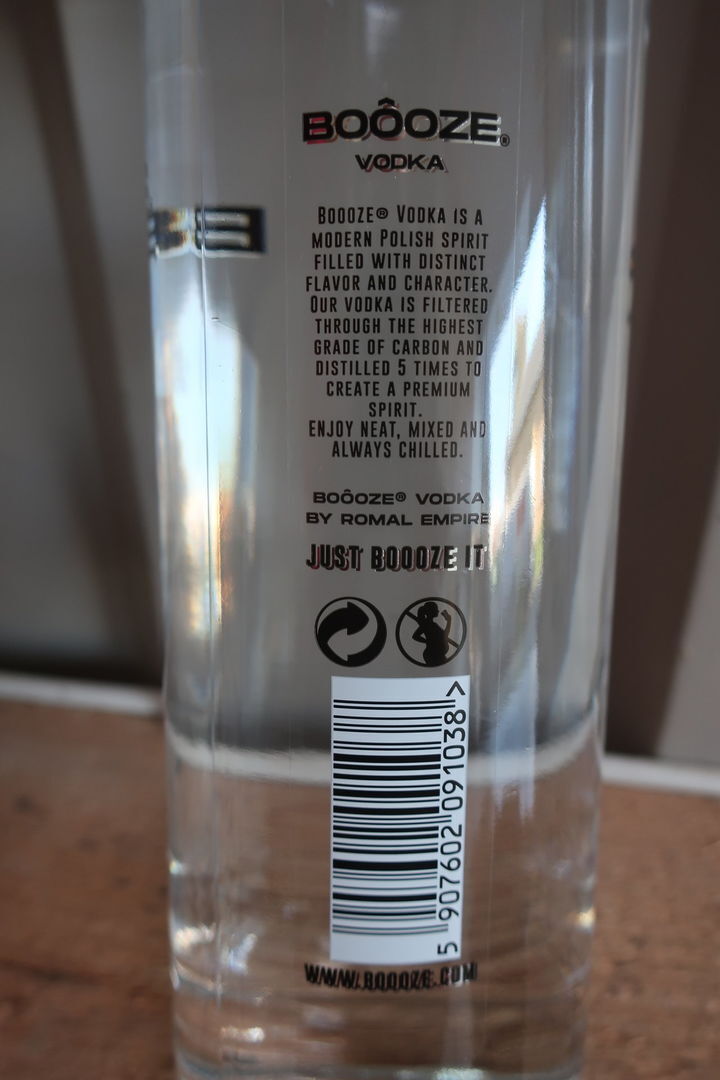 BOÔOZE®
VODKA
BOOOZE® VODKA IS A
MODERN POLISH SPIRIT
FILLED WITH DISTINCT
FLAVOR AND CHARACTER.
OUR VODKA IS FILTERED
THROUGH THE HIGHEST
GRADE OF CARBON AND
DISTILLED 5 TIMES TO
CREATE A PREMIUM
SPIRIT.
ENJOY NEAT, MIXED AND
ALWAYS CHILLED.
BOÔOZE® VODKA
BY ROMAL EMPIRE
JUST BOOOZE IT
5 907602 091038 >
WWW.BOOOZE.COM